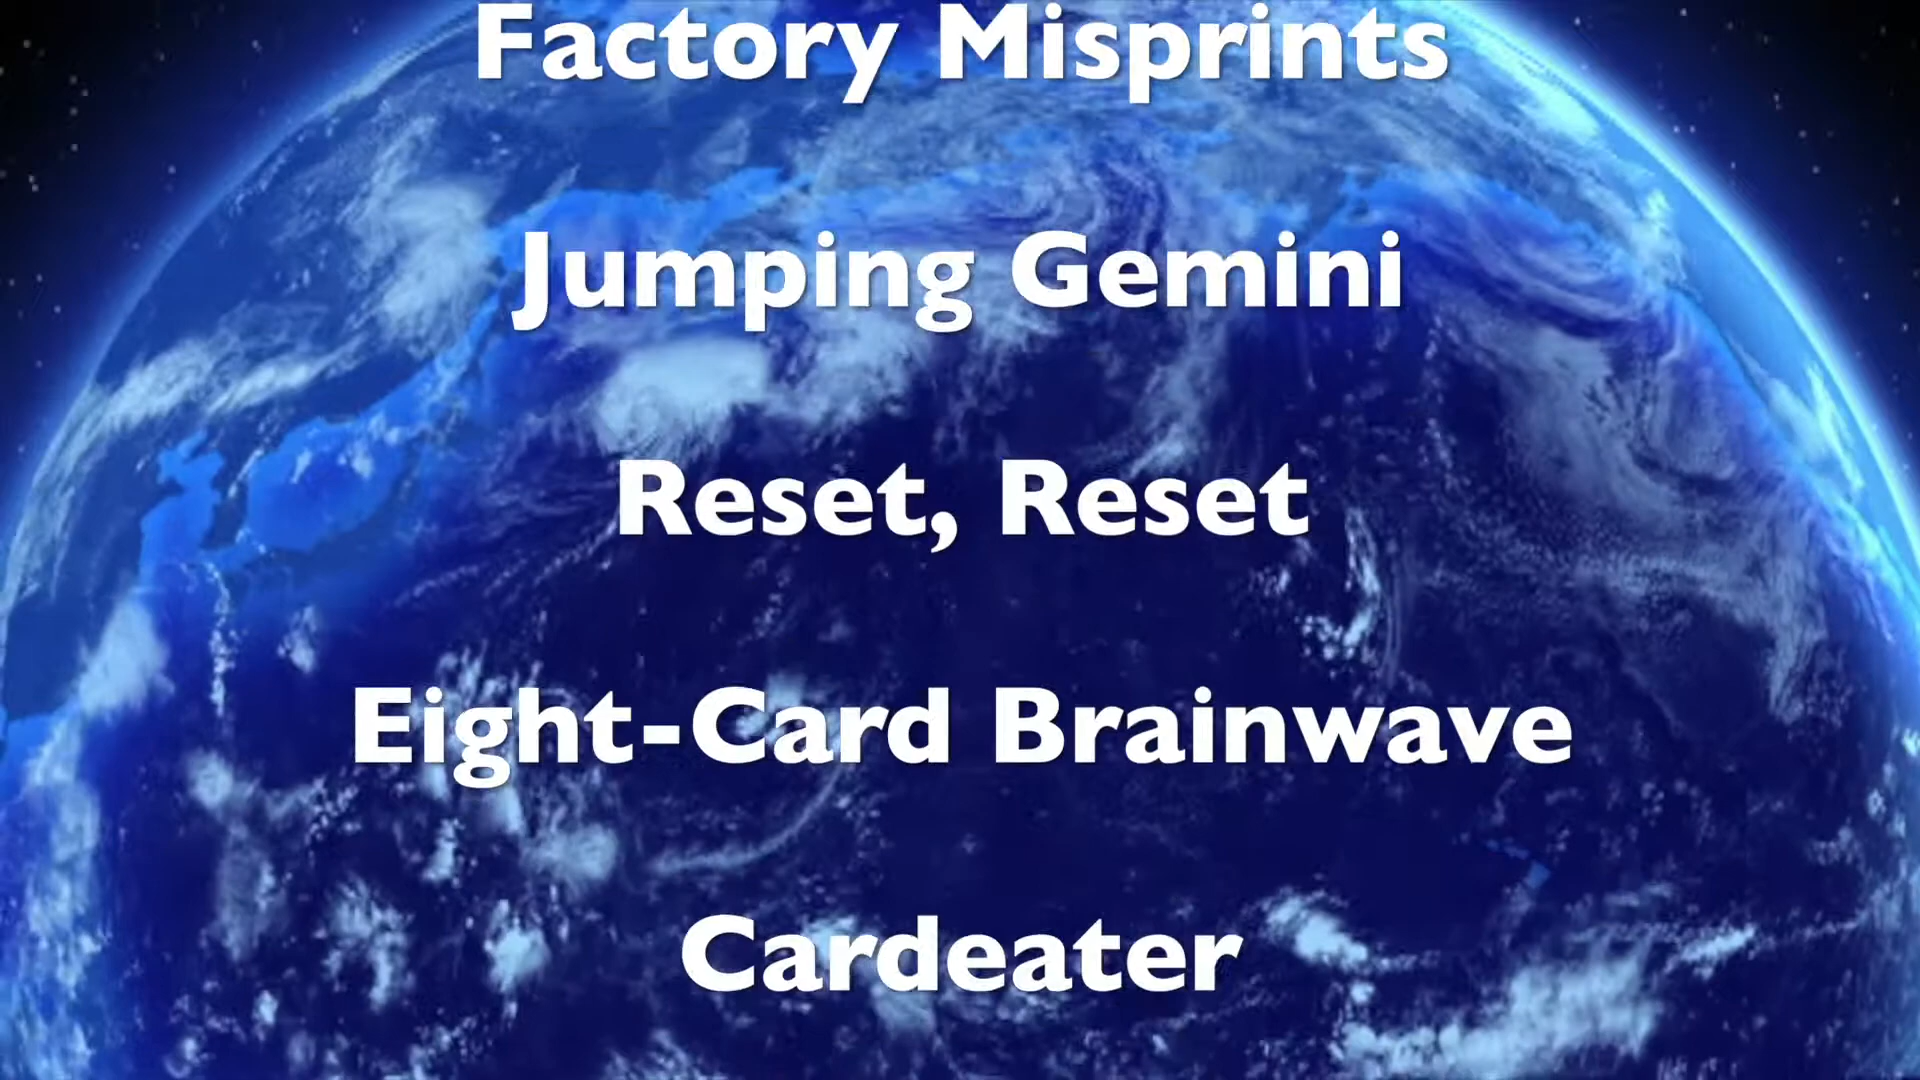 Factory Misprints
Jumping Gemini
Reset, Reset
Eight-Card Brainwave
Cardeater